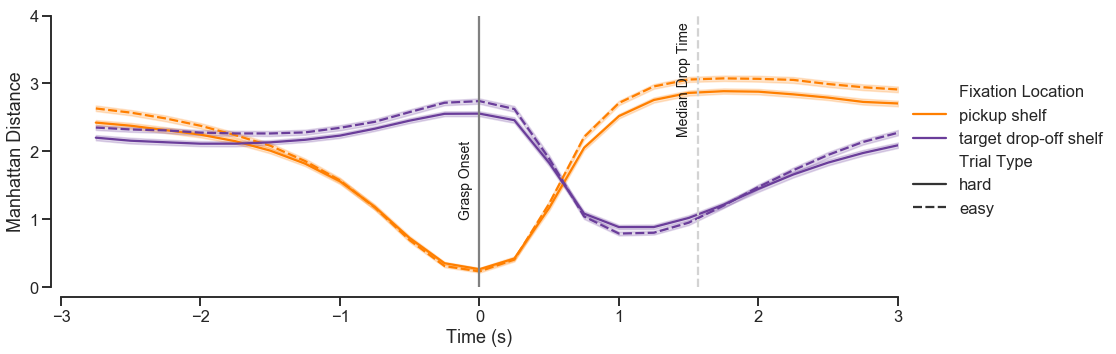 4
3
2
1
0
Manhattan Distance
Grasp Onset
Median Drop Time
−3
−2
−1
0
1
2
3
Time (s)
Fixation Location
pickup shelf
target drop-off shelf
Trial Type
hard
easy